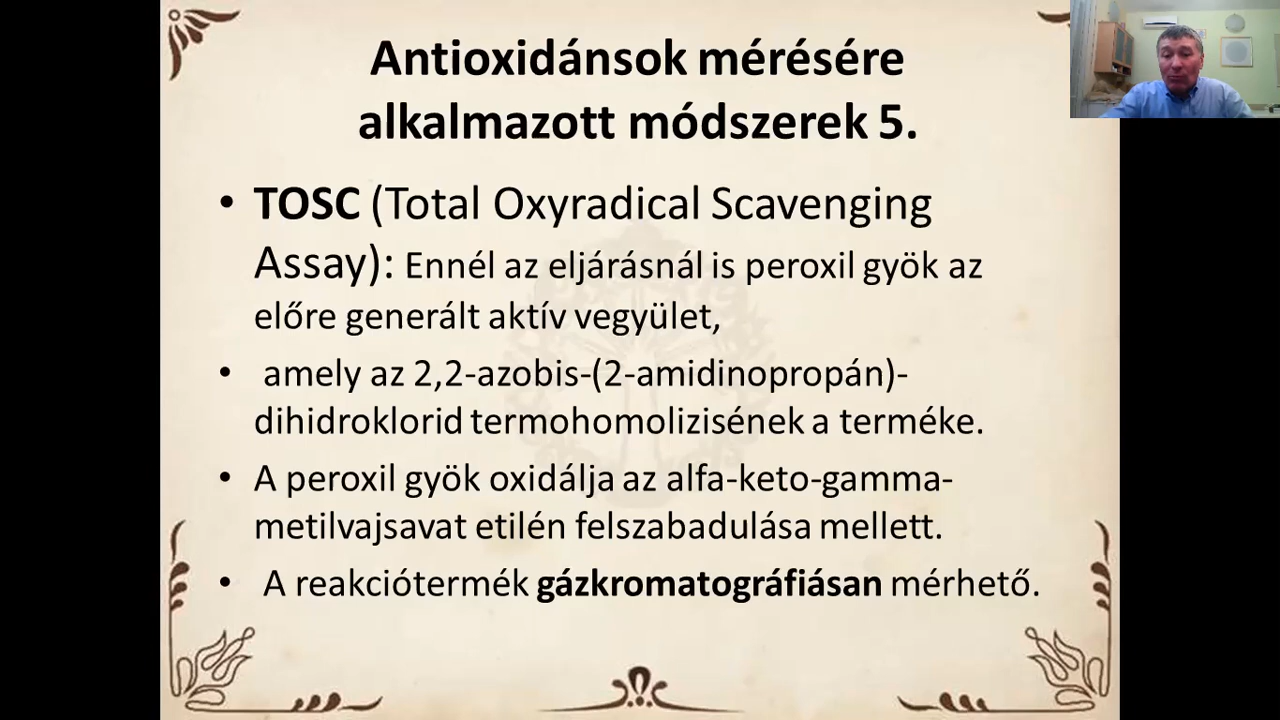 Antioxidánsok mérésére
alkalmazott módszerek 5.
• TOSC (Total Oxyradical Scavenging
Assay): Ennél az eljárásnál is peroxil gyök az
előre generált aktív vegyület,
• amely az 2,2-azobis-(2-amidinopropán)-
dihidroklorid termohomolizisének a terméke.
• A peroxil gyök oxidálja az alfa-keto-gamma-
metilvajsavat etilén felszabadulása mellett.
• A reakciótermék gázkromatográfiásan mérhető.